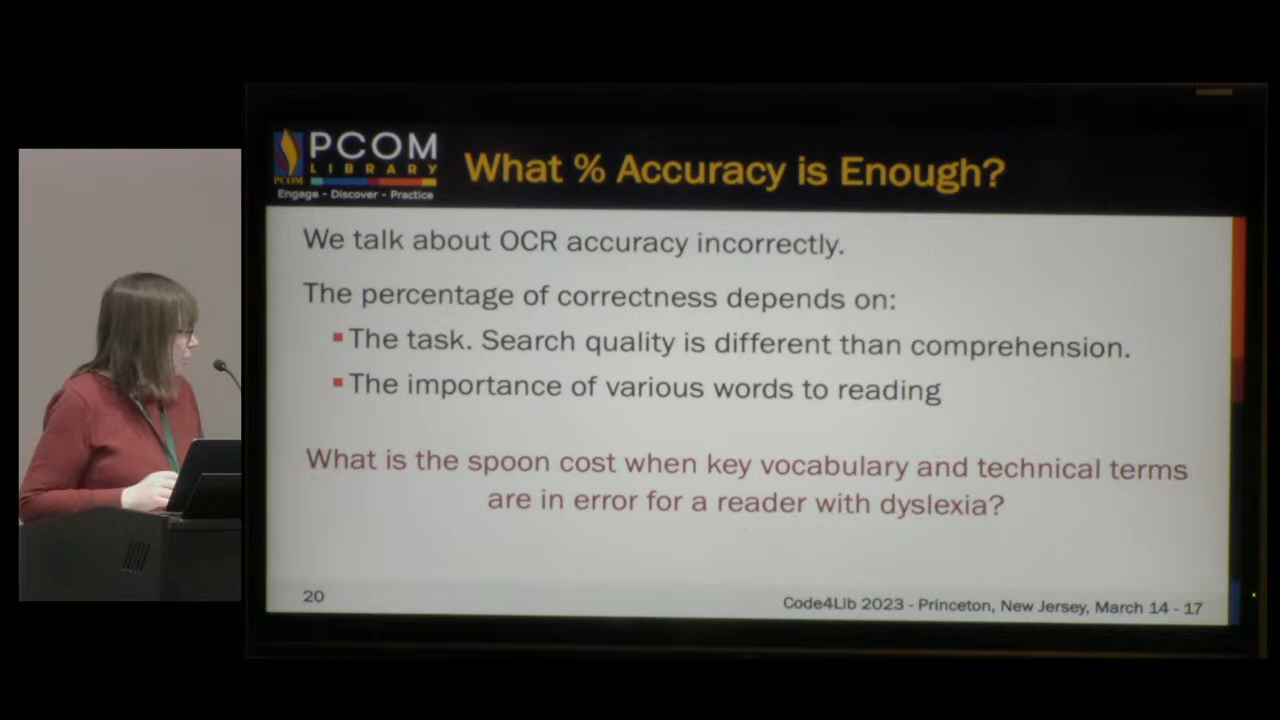 PCOM
LIBRARY
PCOM
Engage - Discover - Practice
What % Accuracy is Enough?
We talk about OCR accuracy incorrectly.
The percentage of correctness depends on:
▪ The task. Search quality is different than comprehension.
▪ The importance of various words to reading
What is the spoon cost when key vocabulary and technical terms
are in error for a reader with dyslexia?
20
Code4Lib 2023 - Princeton, New Jersey, March 14 - 17